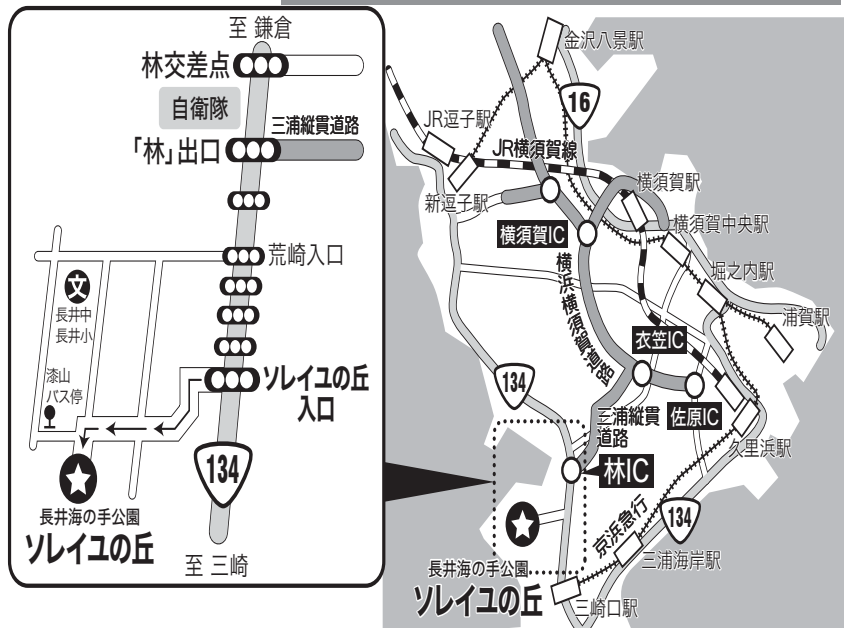 至 鎌倉
林交差点
自衛隊
三浦縦貫道路
「林」出口
荒崎入口
文
長井中
長井小
漆山
バス停
ソレイユの丘
入口
134
長井海の手公園
ソレイユの丘
至 三崎
金沢八景駅
16
JR逗子駅
JR横須賀線
新逗子駅
横須賀駅
横須賀IC
横須賀中央駅
堀之内駅
横浜横須賀道路
浦賀駅
衣笠IC
134
三浦縦貫
道路
佐原IC
久里浜駅
林IC
京浜急行
134
三浦海岸駅
長井海の手公園
ソレイユの丘
三崎口駅